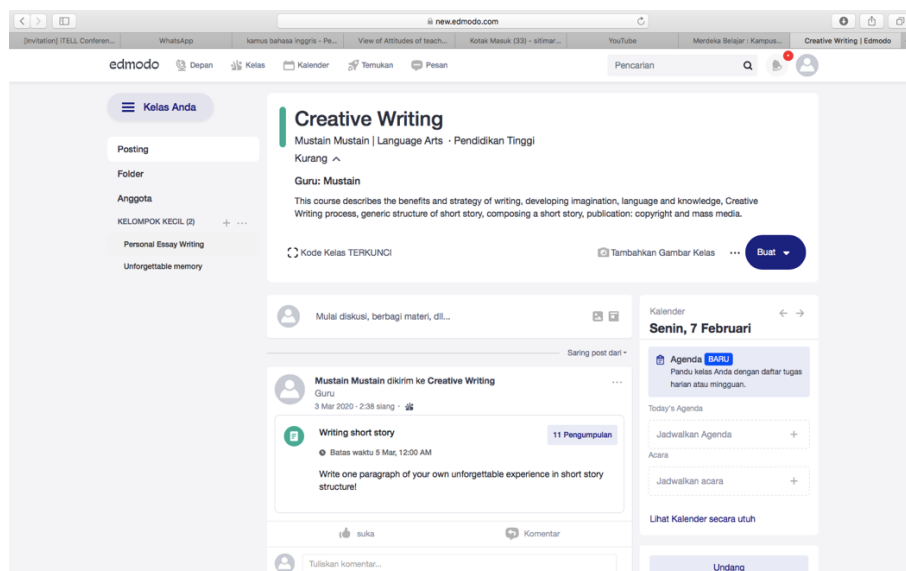 new.edmodo.com
[Invitation] ITELL Conferen...
WhatsApp
kamus bahasa inggris - Pe...
View of Attitudes of teach...
Kotak Masuk (33) - sitimar...
YouTube
Merdeka Belajar : Kampus...
Creative Writing | Edmodo
edmodo
Depan
Kelas
Kalender
Temukan
Pesan
Pencarian
Kelas Anda
Posting
Folder
Anggota
KELOMPOK KECIL (2)
Personal Essay Writing
Unforgettable memory
Creative Writing
Mustain Mustain | Language Arts · Pendidikan Tinggi
Kurang
Guru: Mustain
This course describes the benefits and strategy of writing, developing imagination, language and knowledge, Creative
Writing process, generic structure of short story, composing a short story, publication: copyright and mass media.
Kode Kelas TERKUNCI
Tambahkan Gambar Kelas
Buat
Mulai diskusi, berbagi materi, dll...
Saring post dari
Mustain Mustain dikirim ke Creative Writing
Guru
3 Mar 2020 · 2:38 siang ·
Writing short story
11 Pengumpulan
Batas waktu 5 Mar, 12:00 AM
Write one paragraph of your own unforgettable experience in short story
structure!
suka
Komentar
Tuliskan komentar...
Kalender
Senin, 7 Februari
Agenda BARU
Pandu kelas Anda dengan daftar tugas
harian atau mingguan.
Today's Agenda
Jadwalkan Agenda
Acara
Jadwalkan acara
Lihat Kalender secara utuh
Undang